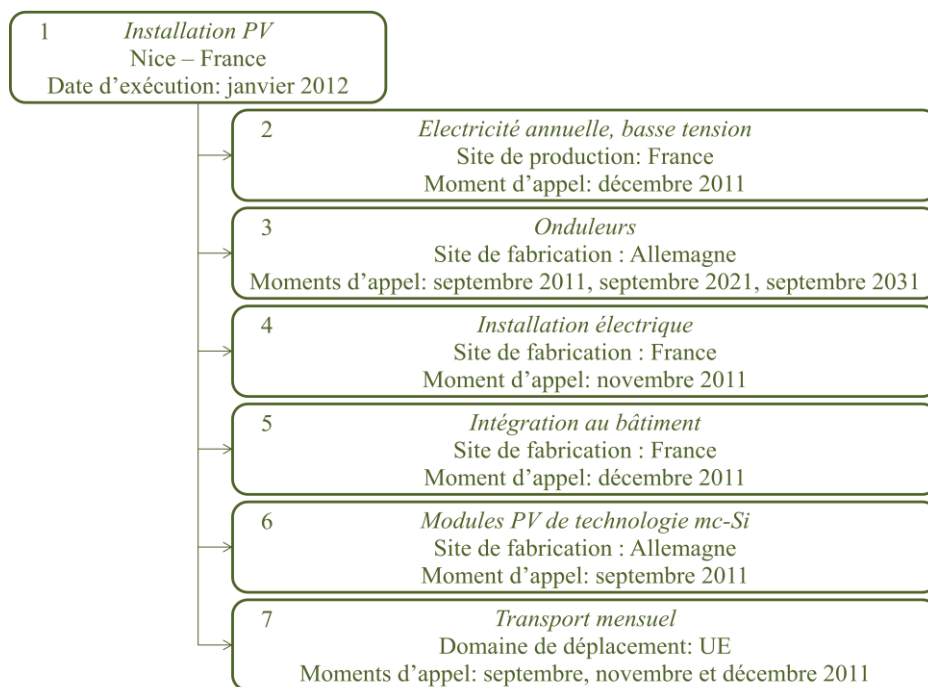 1 Installation PV
Nice – France
Date d’exécution: janvier 2012
2 Electricité annuelle, basse tension
Site de production: France
Moment d’appel: décembre 2011
3 Onduleurs
Site de fabrication : Allemagne
Moments d’appel: septembre 2011, septembre 2021, septembre 2031
4 Installation électrique
Site de fabrication : France
Moment d’appel: novembre 2011
5 Intégration au bâtiment
Site de fabrication : France
Moment d’appel: décembre 2011
6 Modules PV de technologie mc-Si
Site de fabrication : Allemagne
Moment d’appel: septembre 2011
7 Transport mensuel
Domaine de déplacement: UE
Moments d’appel: septembre, novembre et décembre 2011